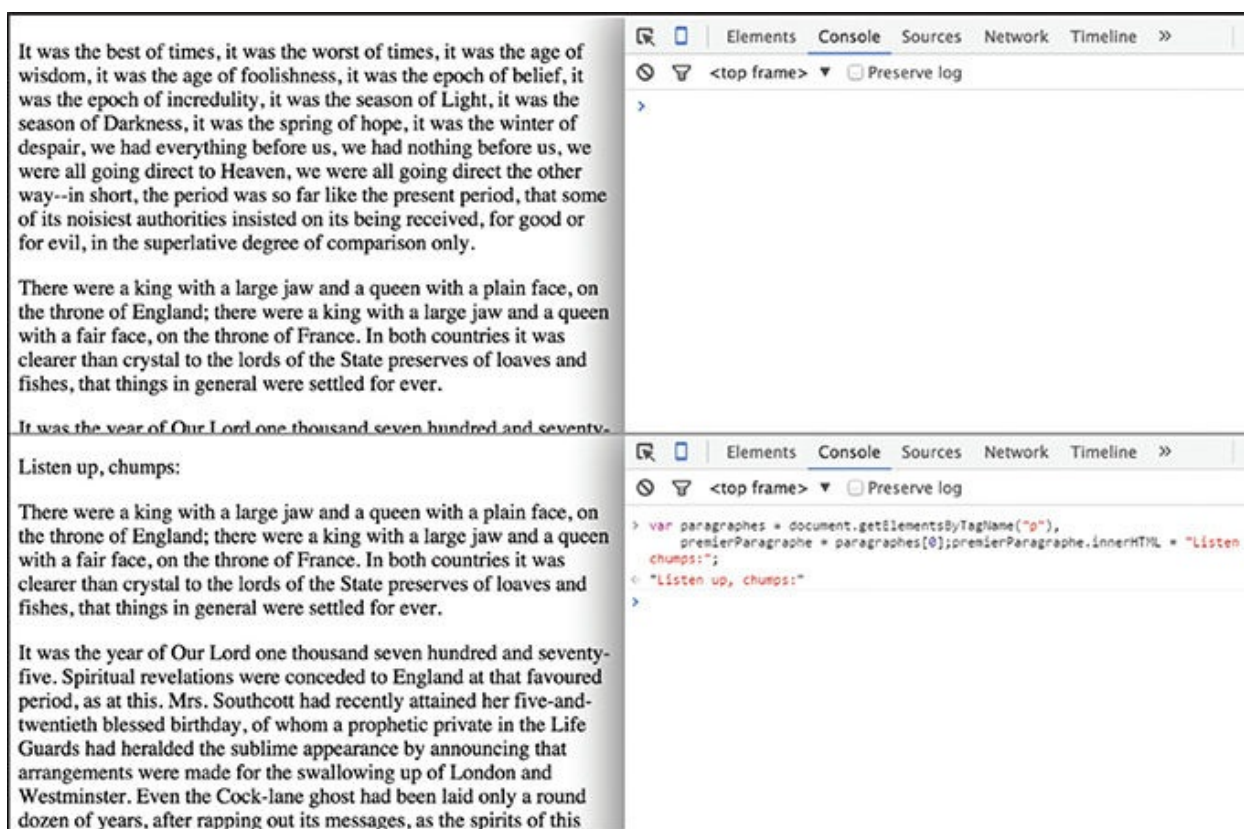 It was the best of times, it was the worst of times, it was the age of
wisdom, it was the age of foolishness, it was the epoch of belief, it
was the epoch of incredulity, it was the season of Light, it was the
season of Darkness, it was the spring of hope, it was the winter of
despair, we had everything before us, we had nothing before us, we
were all going direct to Heaven, we were all going direct the other
way--in short, the period was so far like the present period, that some
of its noisiest authorities insisted on its being received, for good or
for evil, in the superlative degree of comparison only.
There were a king with a large jaw and a queen with a plain face, on
the throne of England; there were a king with a large jaw and a queen
with a fair face, on the throne of France. In both countries it was
clearer than crystal to the lords of the State preserves of loaves and
fishes, that things in general were settled for ever.
It was the year of Our Lord one thousand seven hundred and seventy-
Elements Console Sources Network Timeline »
<top frame> ▼ Preserve log
>
Listen up, chumps:
There were a king with a large jaw and a queen with a plain face, on
the throne of England; there were a king with a large jaw and a queen
with a fair face, on the throne of France. In both countries it was
clearer than crystal to the lords of the State preserves of loaves and
fishes, that things in general were settled for ever.
It was the year of Our Lord one thousand seven hundred and seventy-
five. Spiritual revelations were conceded to England at that favoured
period, as at this. Mrs. Southcott had recently attained her five-and-
twentieth blessed birthday, of whom a prophetic private in the Life
Guards had heralded the sublime appearance by announcing that
arrangements were made for the swallowing up of London and
Westminster. Even the Cock-lane ghost had been laid only a round
dozen of years, after rapping out its messages, as the spirits of this
Elements Console Sources Network Timeline »
<top frame> ▼ Preserve log
> var paragraphes = document.getElementsByTagName("p"),
premierParagraphe = paragraphes[0];premierParagraphe.innerHTML = "Listen
chumps:";
< "Listen up, chumps:"
>